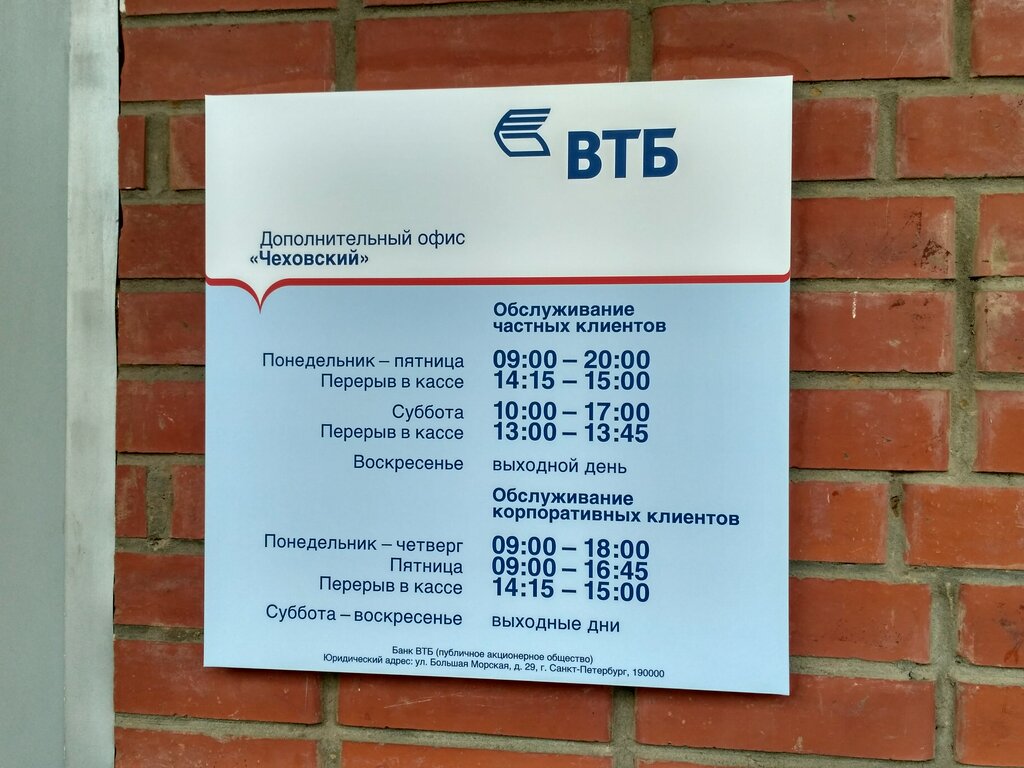 ВТБ
Дополнительный офис
«Чеховский»
Обслуживание
частных клиентов
Понедельник – пятница 09:00 – 20:00
Перерыв в кассе 14:15 – 15:00
Суббота 10:00 – 17:00
Перерыв в кассе 13:00 – 13:45
Воскресенье выходной день
Обслуживание
корпоративных клиентов
Понедельник – четверг 09:00 – 18:00
Пятница 09:00 – 16:45
Перерыв в кассе 14:15 – 15:00
Суббота – воскресенье выходные дни
Банк ВТБ (публичное акционерное общество)
Юридический адрес: ул. Большая Морская, д. 29, г. Санкт-Петербург, 190000